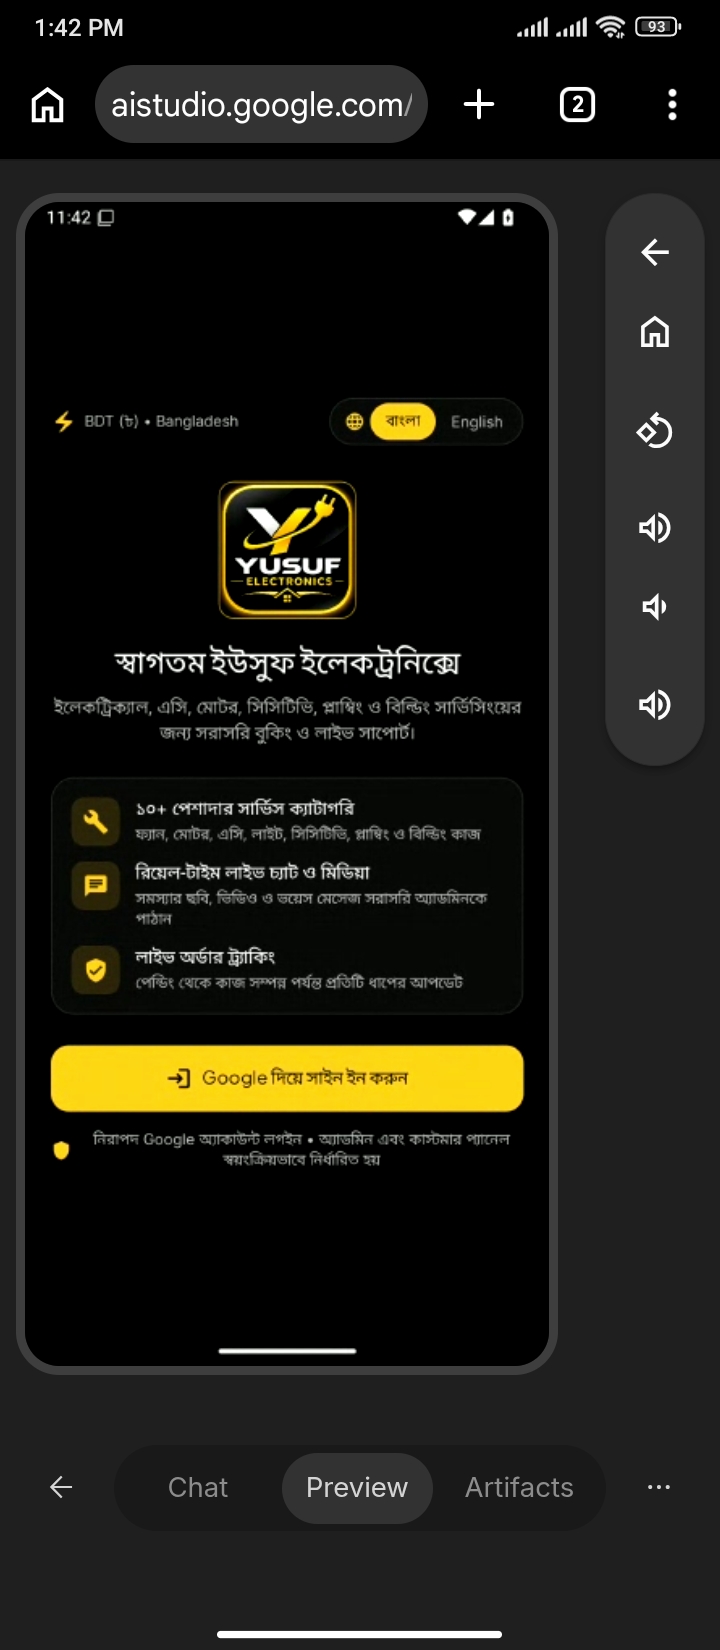 1:42 PM
93
aistudio.google.com/
2
11:42
BDT (৳) • Bangladesh
বাংলা
English
YUSUF
ELECTRONICS
স্বাগতম ইউসুফ ইলেকট্রনিক্সে
ইলেকট্রিক্যাল, এসি, মোটর, সিসিটিভি, প্লাম্বিং ও বিল্ডিং সার্ভিসিংয়ের
জন্য সরাসরি বুকিং ও লাইভ সাপোর্ট।
১০+ পেশাদার সার্ভিস ক্যাটাগরি
ফ্যান, মোটর, এসি, লাইট, সিসিটিভি, প্লাম্বিং ও বিল্ডিং কাজ
রিয়েল-টাইম লাইভ চ্যাট ও মিডিয়া
সমস্যার ছবি, ভিডিও ও ভয়েস মেসেজ সরাসরি অ্যাডমিনকে
পাঠান
লাইভ অর্ডার ট্র্যাকিং
পেন্ডিং থেকে কাজ সম্পন্ন পর্যন্ত প্রতিটি ধাপের আপডেট
Google দিয়ে সাইন ইন করুন
নিরাপদ Google অ্যাকাউন্ট লগইন • অ্যাডমিন এবং কাস্টমার প্যানেল
স্বয়ংক্রিয়ভাবে নির্ধারিত হয়
Chat
Preview
Artifacts